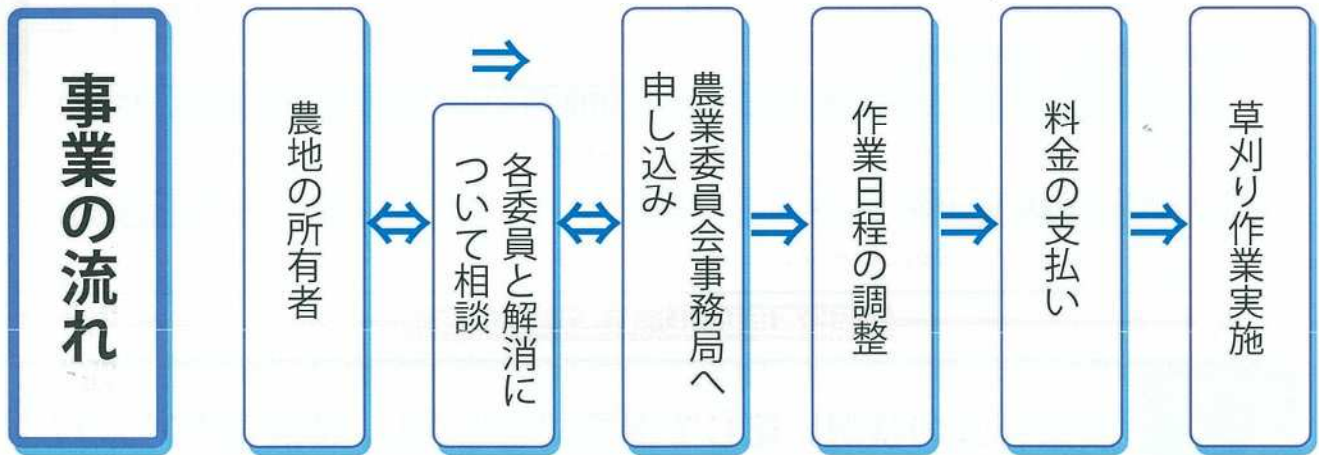 事業の流れ
農地の所有者
⇔
⇒
各委員と解消に
ついて相談
⇔
農業委員会事務局へ
申し込み
⇒
作業日程の調整
⇒
料金の支払い
⇒
草刈り作業実施